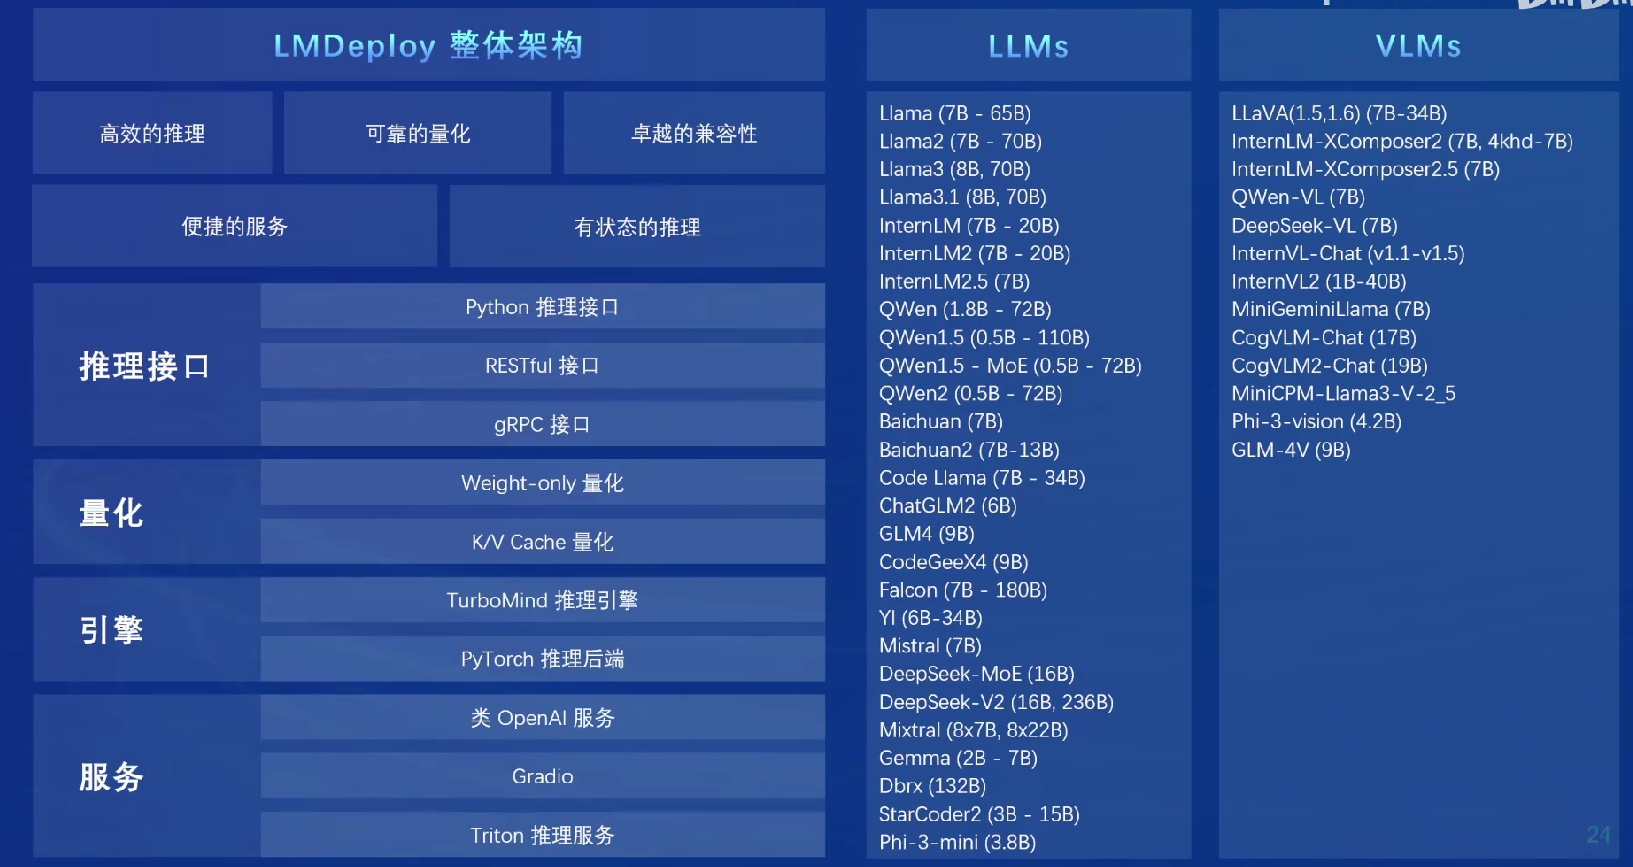 LMDeploy 整体架构
高效的推理
可靠的量化
卓越的兼容性
便捷的服务
有状态的推理
推理接口
Python 推理接口
RESTful 接口
gRPC 接口
量化
Weight-only 量化
K/V Cache 量化
引擎
TurboMind 推理引擎
PyTorch 推理后端
服务
类 OpenAI 服务
Gradio
Triton 推理服务
LLMs
Llama (7B - 65B)
Llama2 (7B - 70B)
Llama3 (8B, 70B)
Llama3.1 (8B, 70B)
InternLM (7B - 20B)
InternLM2 (7B - 20B)
InternLM2.5 (7B)
QWen (1.8B - 72B)
QWen1.5 (0.5B - 110B)
QWen1.5 - MoE (0.5B - 72B)
QWen2 (0.5B - 72B)
Baichuan (7B)
Baichuan2 (7B-13B)
Code Llama (7B - 34B)
ChatGLM2 (6B)
GLM4 (9B)
CodeGeeX4 (9B)
Falcon (7B - 180B)
YI (6B-34B)
Mistral (7B)
DeepSeek-MoE (16B)
DeepSeek-V2 (16B, 236B)
Mixtral (8x7B, 8x22B)
Gemma (2B - 7B)
Dbrx (132B)
StarCoder2 (3B - 15B)
Phi-3-mini (3.8B)
VLMs
LLaVA(1.5,1.6) (7B-34B)
InternLM-XComposer2 (7B, 4khd-7B)
InternLM-XComposer2.5 (7B)
QWen-VL (7B)
DeepSeek-VL (7B)
InternVL-Chat (v1.1-v1.5)
InternVL2 (1B-40B)
MiniGeminiLlama (7B)
CogVLM-Chat (17B)
CogVLM2-Chat (19B)
MiniCPM-Llama3-V-2_5
Phi-3-vision (4.2B)
GLM-4V (9B)
24